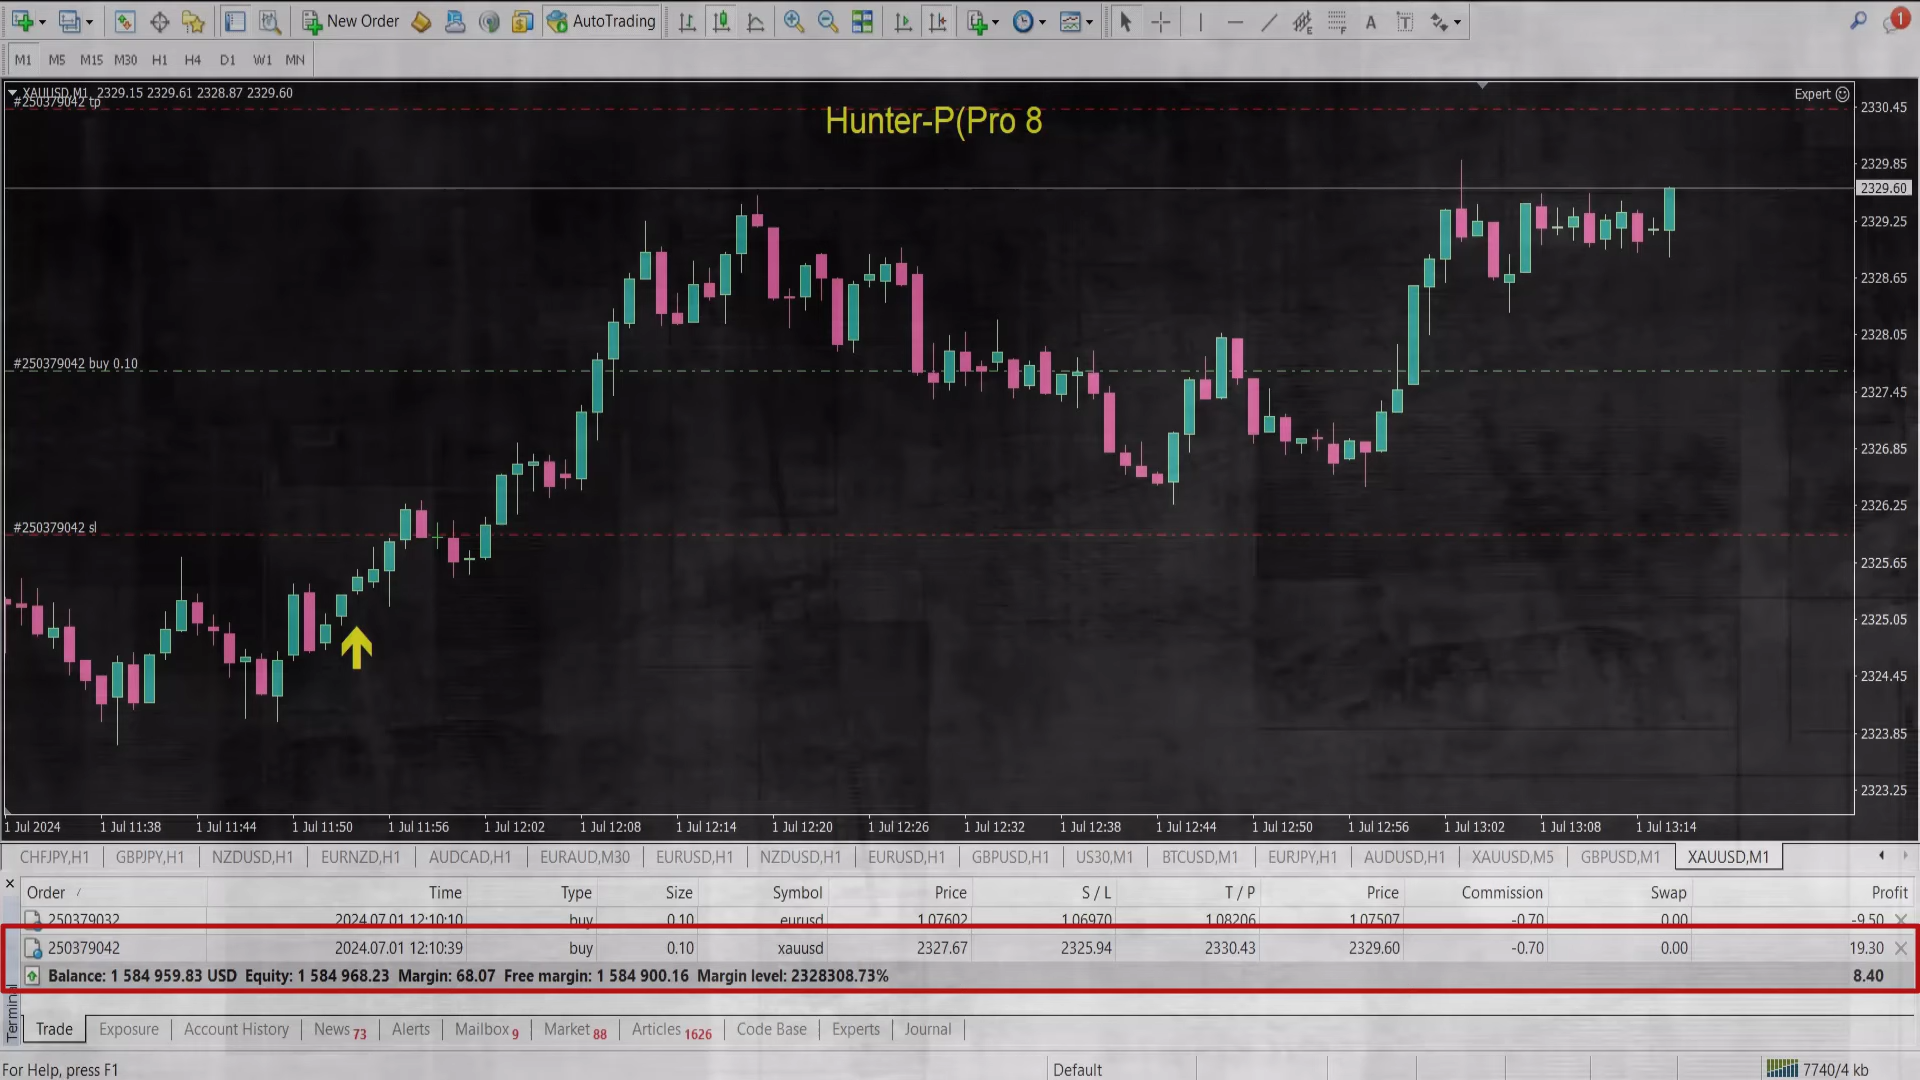 New Order AutoTrading
M1 M5 M15 M30 H1 H4 D1 W1 MN
XAUUSD,M1 2329.15 2329.61 2328.87 2329.60
#250379042 tp
Hunter-P(Pro 8
Expert
2330.45
2329.85
2329.60
2329.25
2328.65
2328.05
#250379042 buy 0.10
2327.45
2326.85
2326.25
#250379042 sl
2325.65
2325.05
2324.45
2323.85
2323.25
1 Jul 2024 1 Jul 11:38 1 Jul 11:44 1 Jul 11:50 1 Jul 11:56 1 Jul 12:02 1 Jul 12:08 1 Jul 12:14 1 Jul 12:20 1 Jul 12:26 1 Jul 12:32 1 Jul 12:38 1 Jul 12:44 1 Jul 12:50 1 Jul 12:56 1 Jul 13:02 1 Jul 13:08 1 Jul 13:14
CHFJPY,H1 GBPJPY,H1 NZDUSD,H1 EURNZD,H1 AUDCAD,H1 EURAUD,M30 EURUSD,H1 NZDUSD,H1 EURUSD,H1 GBPUSD,H1 US30,M1 BTCUSD,M1 EURJPY,H1 AUDUSD,H1 XAUUSD,M5 GBPUSD,M1 XAUUSD,M1
Order / Time Type Size Symbol Price S / L T / P Price Commission Swap Profit
250379032 2024.07.01 12:10:10 buy 0.10 eurusd 1.07602 1.06970 1.08206 1.07507 -0.70 0.00 -9.50
250379042 2024.07.01 12:10:39 buy 0.10 xauusd 2327.67 2325.94 2330.43 2329.60 -0.70 0.00 19.30
Balance: 1 584 959.83 USD Equity: 1 584 968.23 Margin: 68.07 Free margin: 1 584 900.16 Margin level: 2328308.73% 8.40
Terminal
Trade Exposure Account History News 73 Alerts Mailbox 9 Market 88 Articles 1626 Code Base Experts Journal
For Help, press F1 Default 7740/4 kb
1